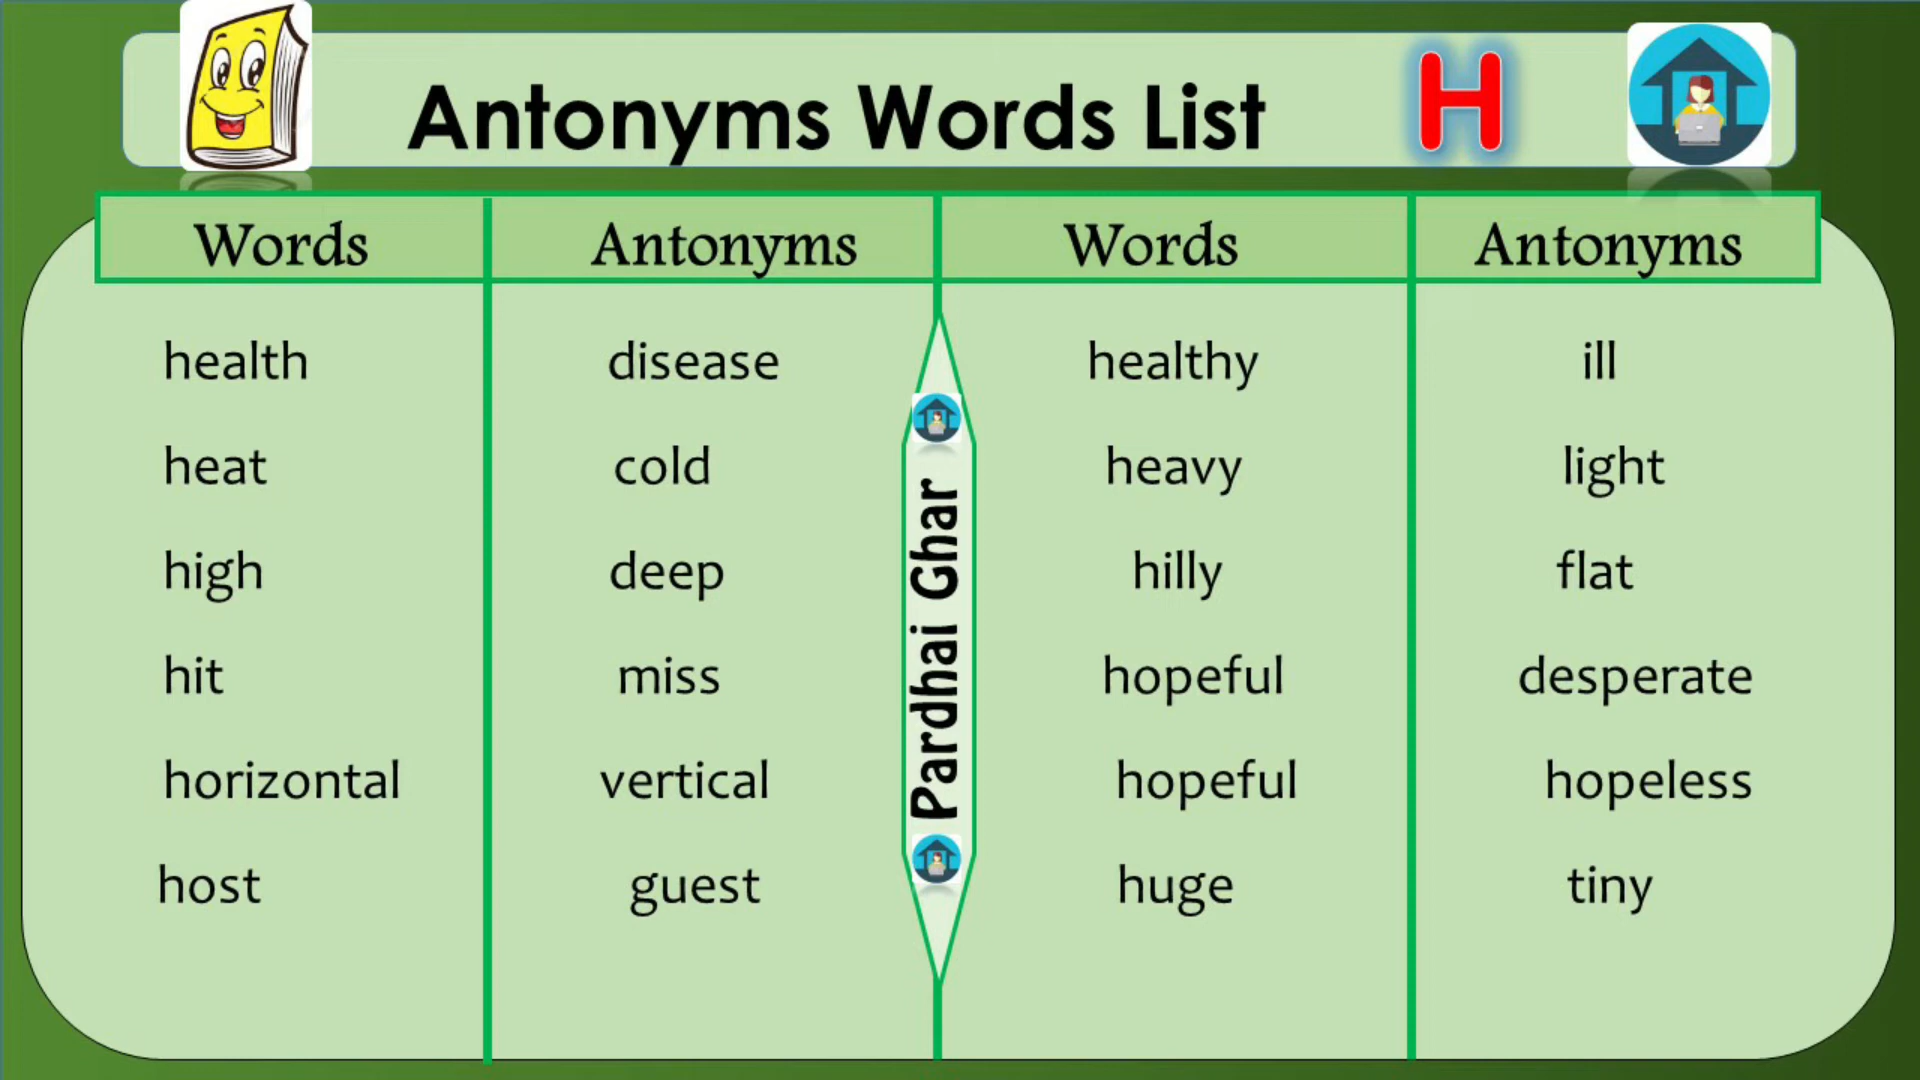 Antonyms Words List H
Words Antonyms Words Antonyms
health disease healthy ill
heat cold heavy light
high deep hilly flat
hit miss hopeful desperate
horizontal vertical hopeful hopeless
host guest huge tiny
Pardhai Ghar